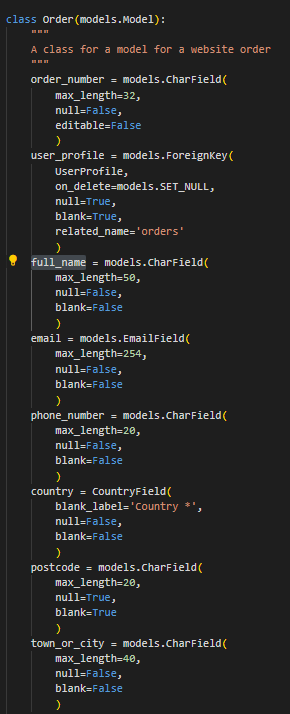 class Order(models.Model):
    """
    A class for a model for a website order
    """
    order_number = models.CharField(
        max_length=32,
        null=False,
        editable=False
        )
    user_profile = models.ForeignKey(
        UserProfile,
        on_delete=models.SET_NULL,
        null=True,
        blank=True,
        related_name='orders'
        )
    full_name = models.CharField(
        max_length=50,
        null=False,
        blank=False
        )
    email = models.EmailField(
        max_length=254,
        null=False,
        blank=False
        )
    phone_number = models.CharField(
        max_length=20,
        null=False,
        blank=False
        )
    country = CountryField(
        blank_label='Country *',
        null=False,
        blank=False
        )
    postcode = models.CharField(
        max_length=20,
        null=True,
        blank=True
        )
    town_or_city = models.CharField(
        max_length=40,
        null=False,
        blank=False
        )